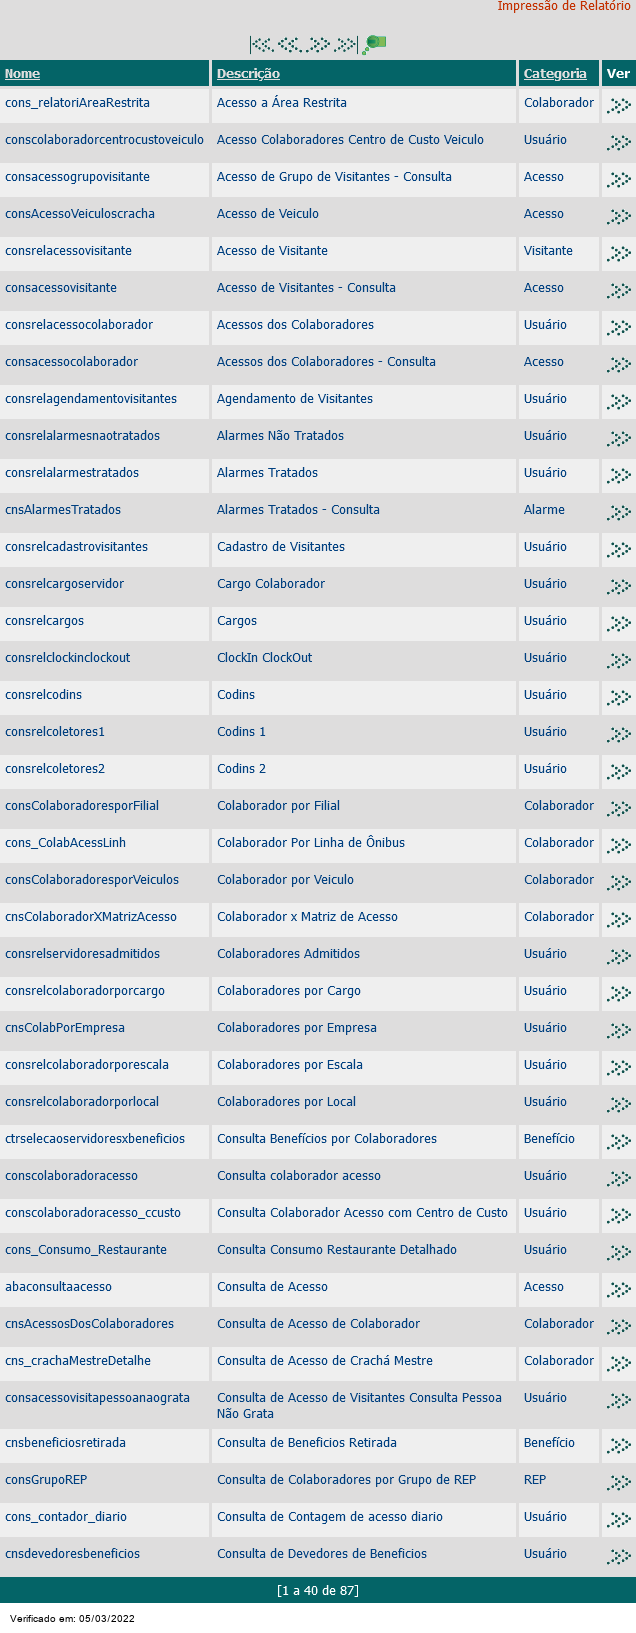 Impressão de Relatório
Nome Descrição Categoria Ver
cons_relatoriAreaRestrita Acesso a Área Restrita Colaborador
conscolaboradorcentrocustoveiculo Acesso Colaboradores Centro de Custo Veiculo Usuário
consacessogrupovisitante Acesso de Grupo de Visitantes - Consulta Acesso
consAcessoVeiculoscracha Acesso de Veiculo Acesso
consrelacessovisitante Acesso de Visitante Visitante
consacessovisitante Acesso de Visitantes - Consulta Acesso
consrelacessocolaborador Acessos dos Colaboradores Usuário
consacessocolaborador Acessos dos Colaboradores - Consulta Acesso
consrelagendamentovisitantes Agendamento de Visitantes Usuário
consrelalarmesnaotratados Alarmes Não Tratados Usuário
consrelalarmestratados Alarmes Tratados Usuário
cnsAlarmesTratados Alarmes Tratados - Consulta Alarme
consrelcadastrovisitantes Cadastro de Visitantes Usuário
consrelcargoservidor Cargo Colaborador Usuário
consrelcargos Cargos Usuário
consrelclockinclockout ClockIn ClockOut Usuário
consrelcodins Codins Usuário
consrelcoletores1 Codins 1 Usuário
consrelcoletores2 Codins 2 Usuário
consColaboradoresporFilial Colaborador por Filial Colaborador
cons_ColabAcessLinh Colaborador Por Linha de Ônibus Colaborador
consColaboradoresporVeiculos Colaborador por Veiculo Colaborador
cnsColaboradorXMatrizAcesso Colaborador x Matriz de Acesso Colaborador
consrelservidoresadmitidos Colaboradores Admitidos Usuário
consrelcolaboradorporcargo Colaboradores por Cargo Usuário
cnsColabPorEmpresa Colaboradores por Empresa Usuário
consrelcolaboradorporescala Colaboradores por Escala Usuário
consrelcolaboradorporlocal Colaboradores por Local Usuário
ctrselecaoservidoresxbeneficios Consulta Benefícios por Colaboradores Benefício
conscolaboradoracesso Consulta colaborador acesso Usuário
conscolaboradoracesso_ccusto Consulta Colaborador Acesso com Centro de Custo Usuário
cons_Consumo_Restaurante Consulta Consumo Restaurante Detalhado Usuário
abaconsultaacesso Consulta de Acesso Acesso
cnsAcessosDosColaboradores Consulta de Acesso de Colaborador Colaborador
cns_crachaMestreDetalhe Consulta de Acesso de Crachá Mestre Colaborador
consacessovisitapessoanaograta Consulta de Acesso de Visitantes Consulta Pessoa Usuário
Não Grata
cnsbeneficiosretirada Consulta de Beneficios Retirada Benefício
consGrupoREP Consulta de Colaboradores por Grupo de REP REP
cons_contador_diario Consulta de Contagem de acesso diario Usuário
cnsdevedoresbeneficios Consulta de Devedores de Beneficios Usuário
[1 a 40 de 87]
Verificado em: 05/03/2022